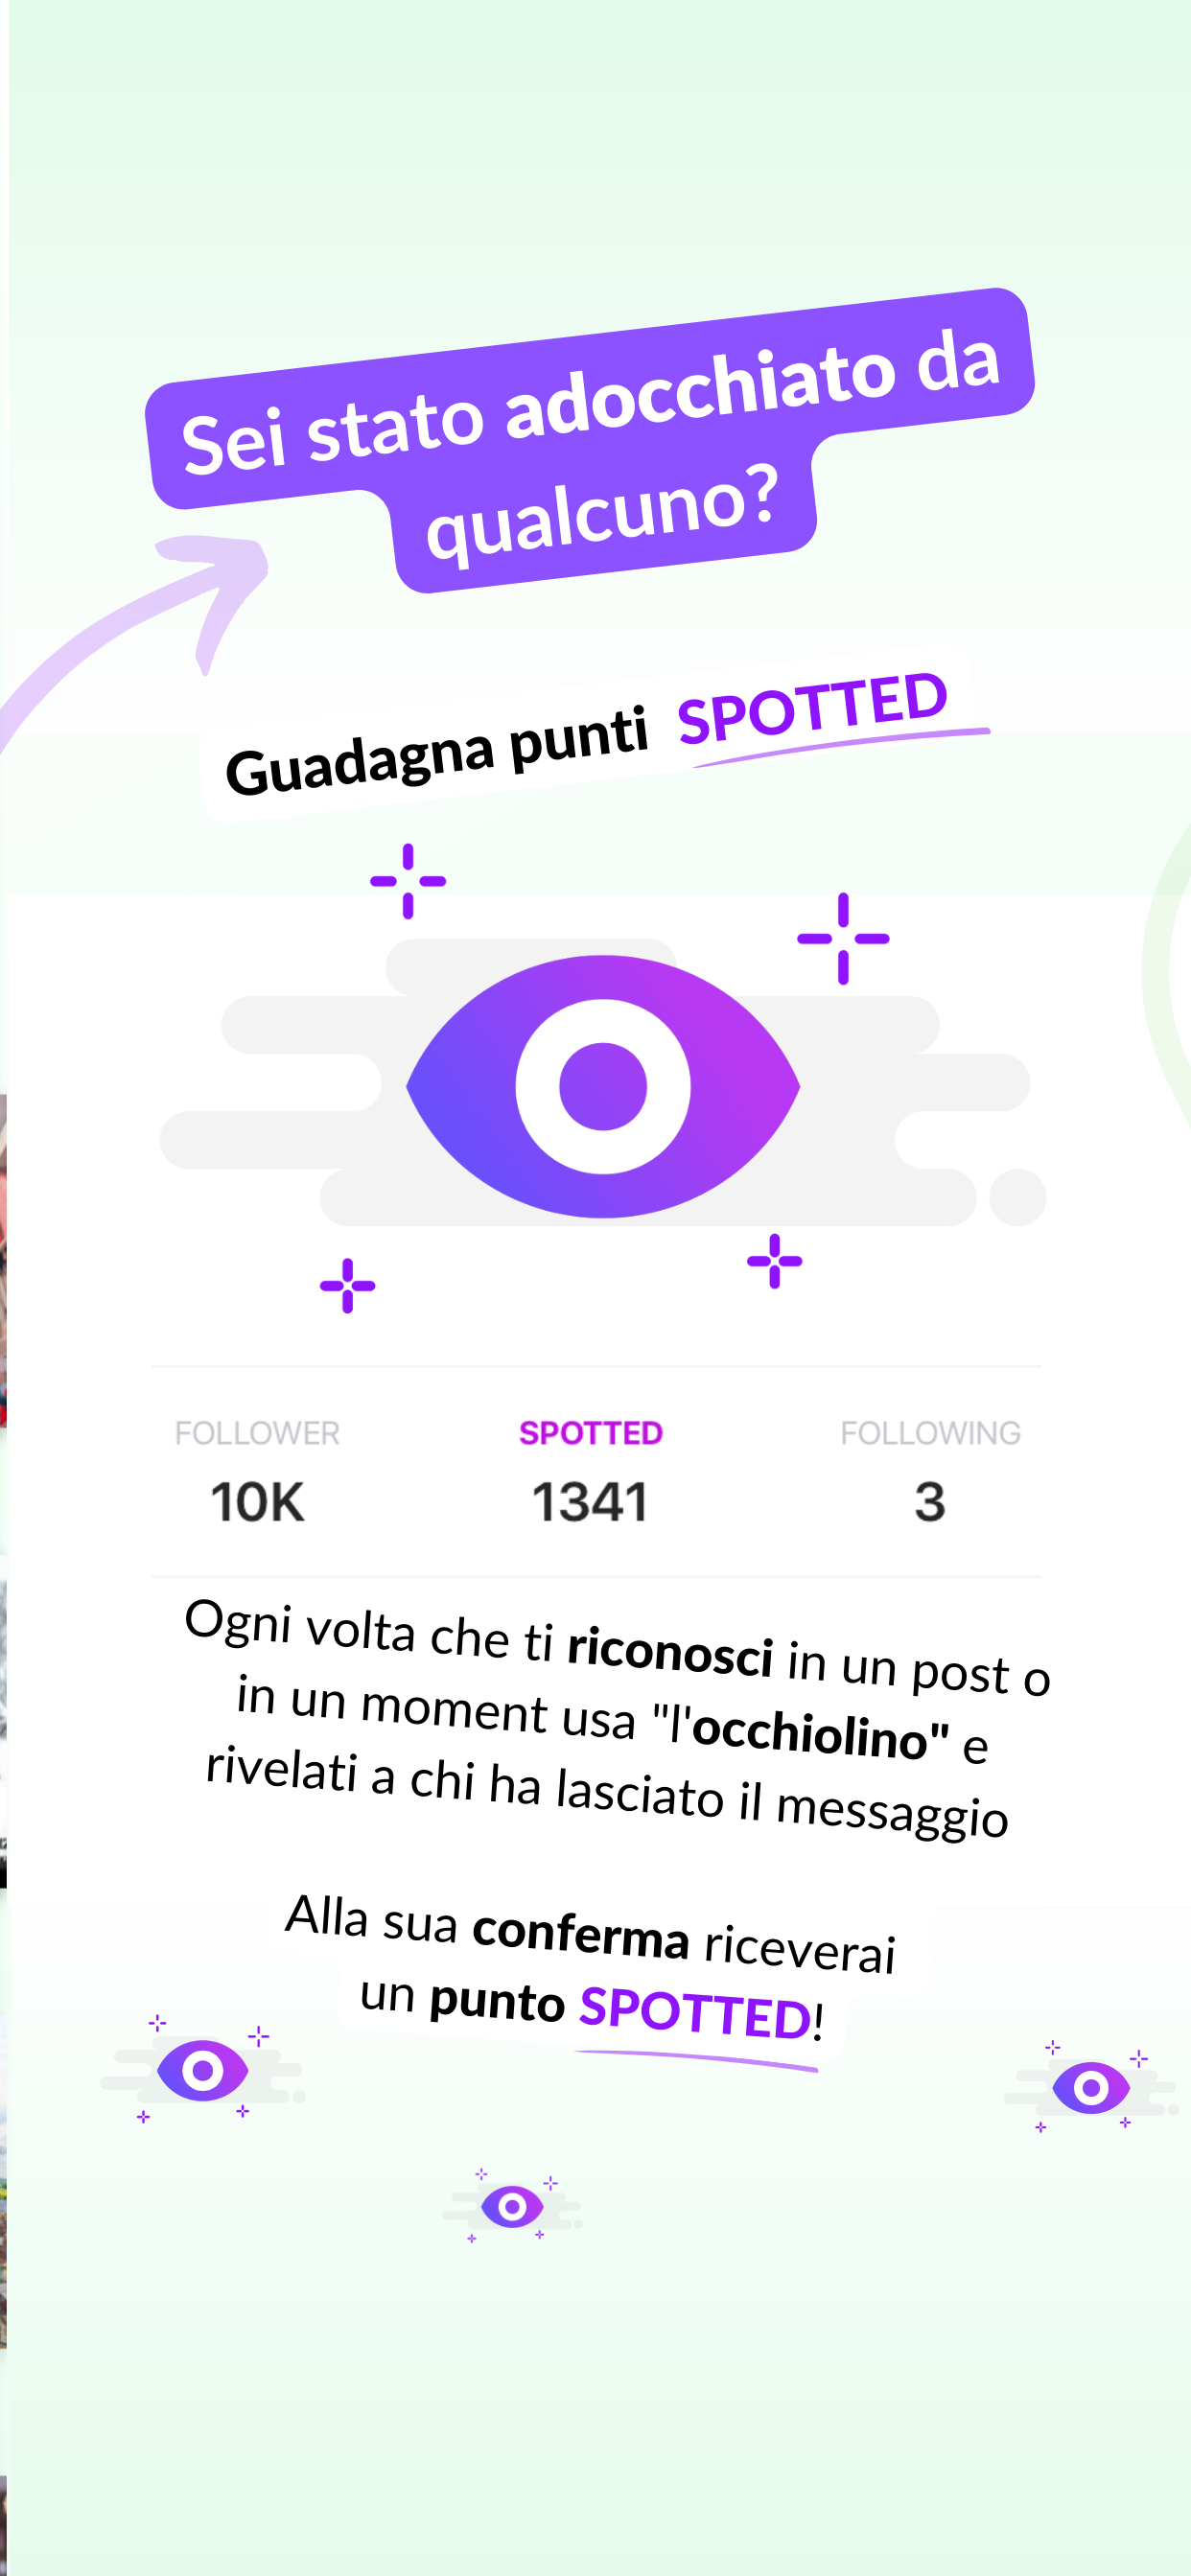 Sei stato adocchiato da
qualcuno?
Guadagna punti SPOTTED
FOLLOWER SPOTTED FOLLOWING
10K 1341 3
Ogni volta che ti riconosci in un post o
in un moment usa "l'occhiolino" e
rivelati a chi ha lasciato il messaggio
Alla sua conferma riceverai
un punto SPOTTED!